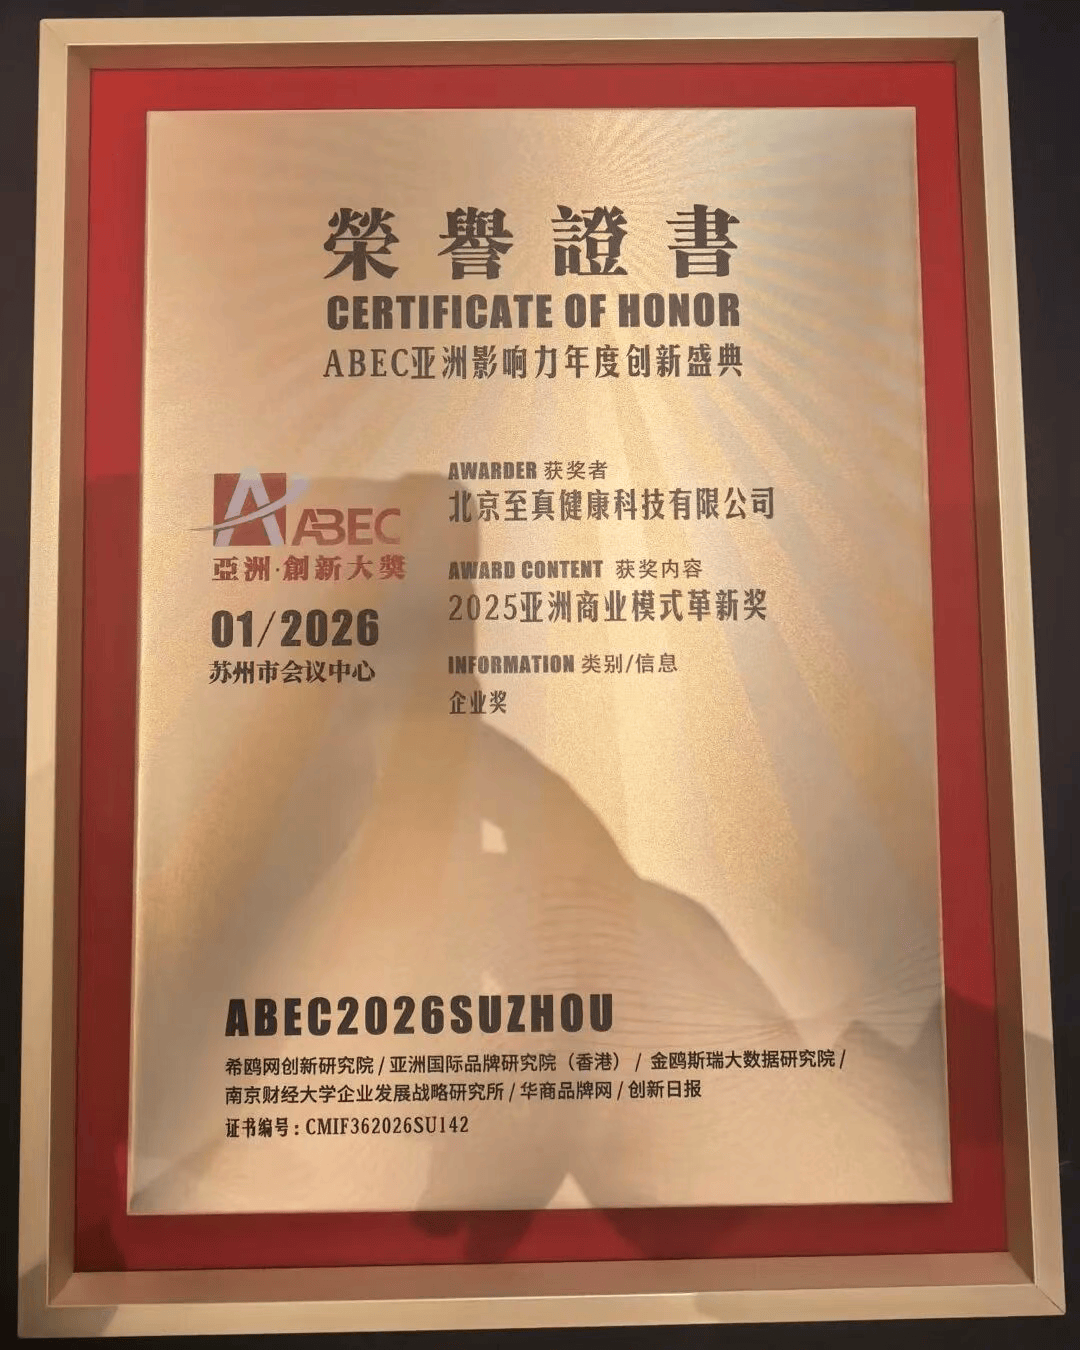 榮譽證書
CERTIFICATE OF HONOR
ABEC亚洲影响力年度创新盛典
ABEC
亞洲·創新大獎
01/2026
苏州市会议中心
AWARDER 获奖者
北京至真健康科技有限公司
AWARD CONTENT 获奖内容
2025亚洲商业模式革新奖
INFORMATION 类别/信息
企业奖
ABEC2026SUZHOU
希鸥网创新研究院 / 亚洲国际品牌研究院（香港） / 金鸥斯瑞大数据研究院 /
南京财经大学企业发展战略研究所 / 华商品牌网 / 创新日报
证书编号：CMIF362026SU142